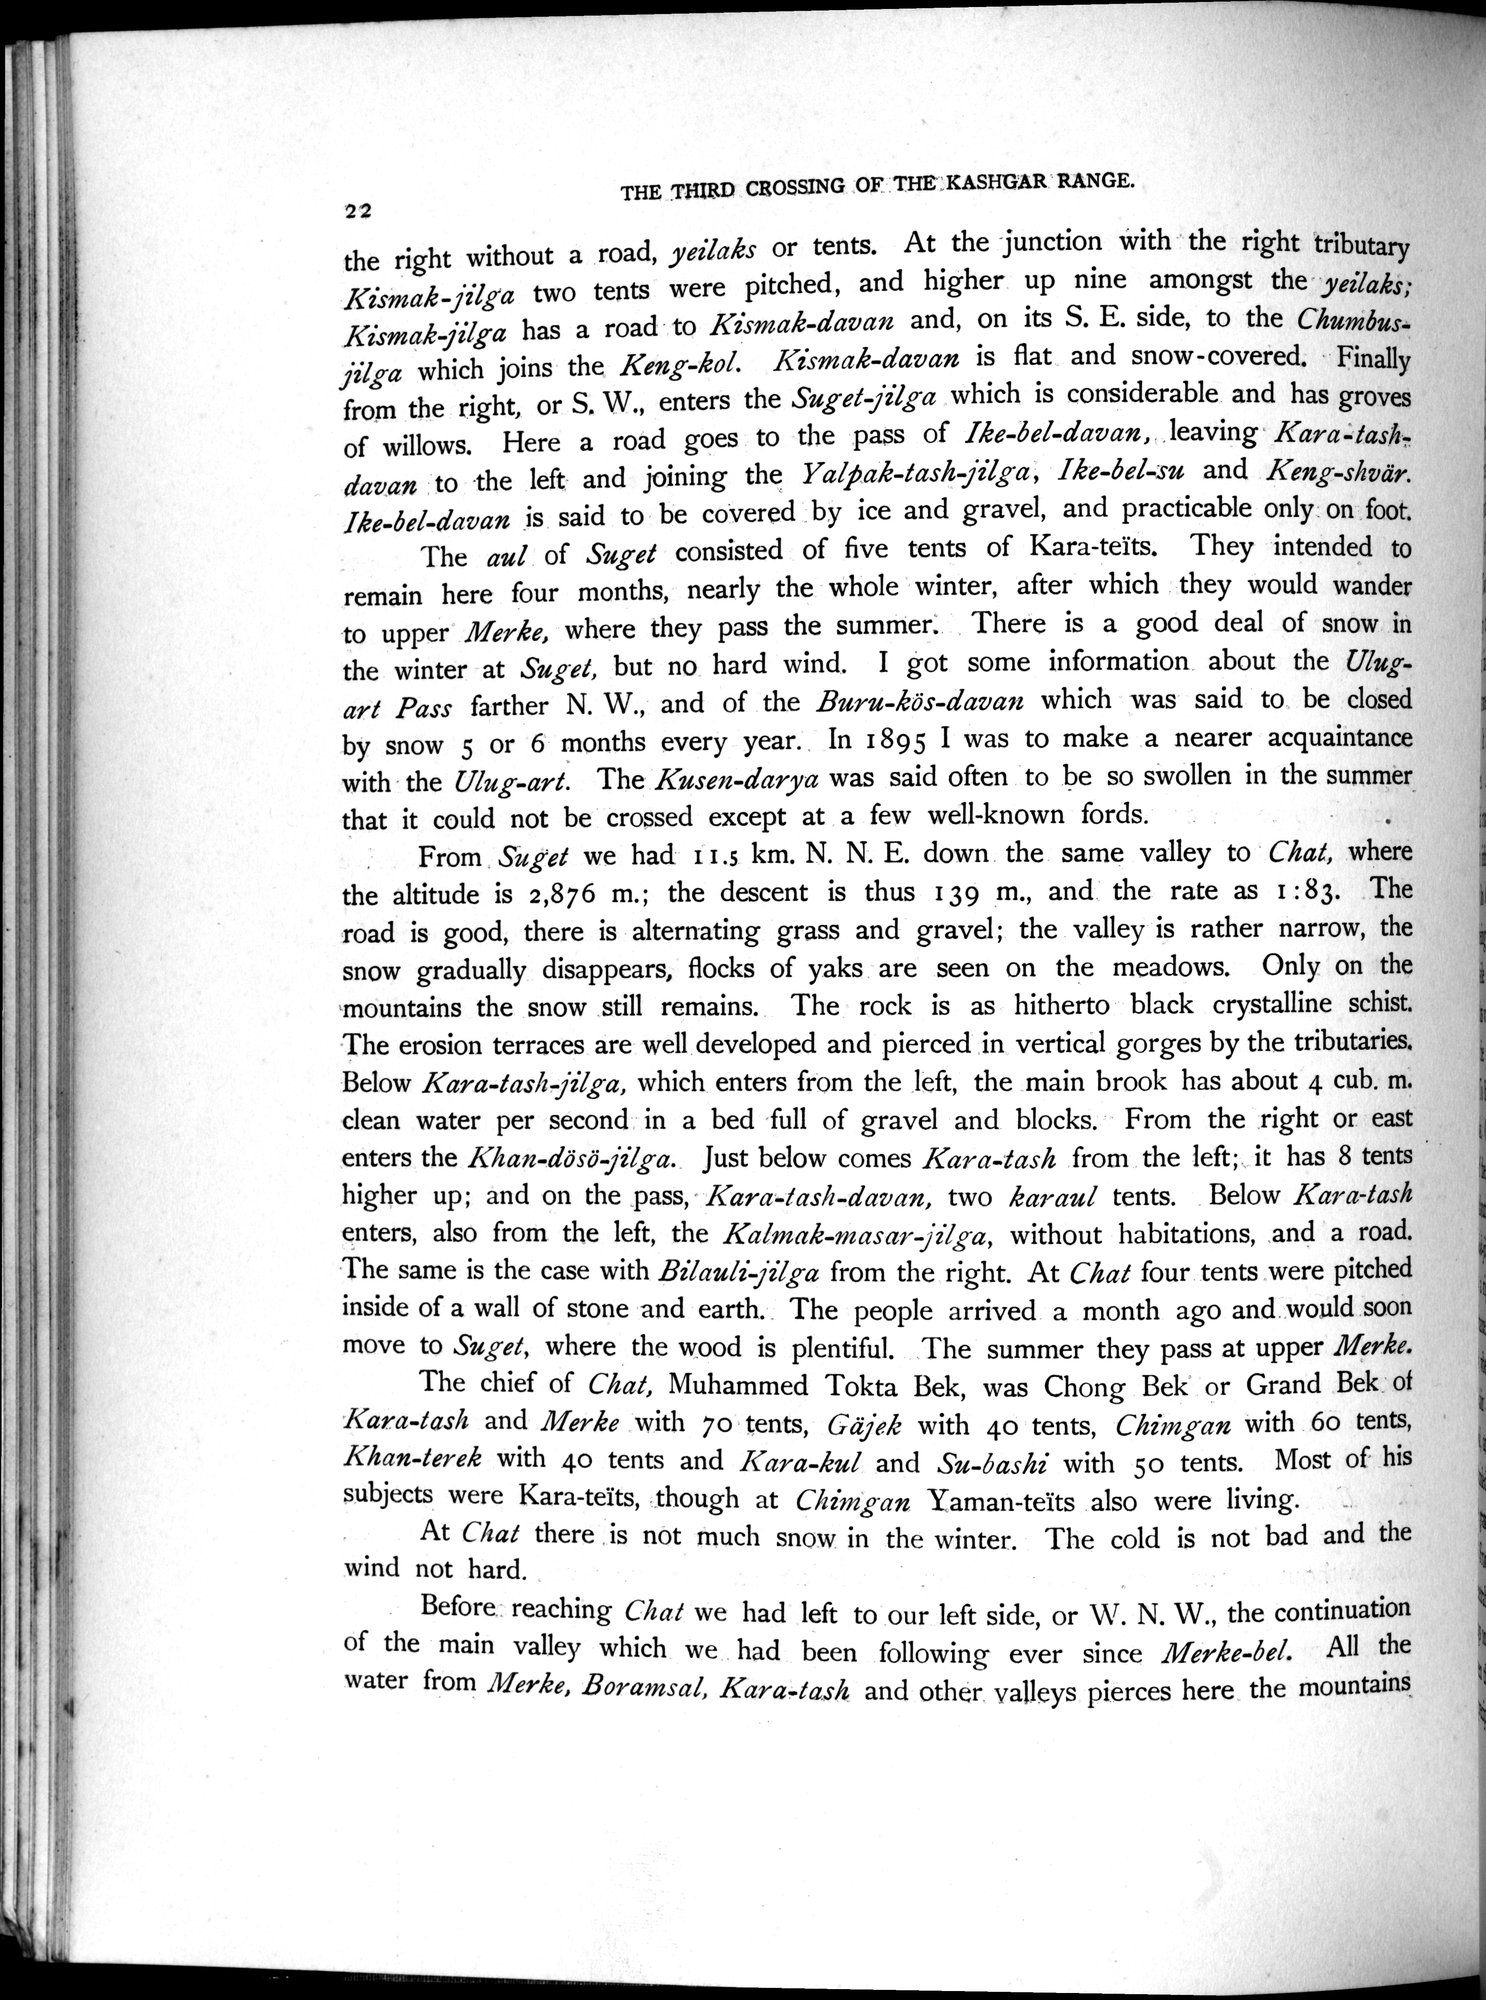 THE THIRD CROSSING OF THE KASHGAR RANGE.
22
the right without a road, yeilaks or tents. At the junction with the right tributary
Kismak-jilga two tents were pitched, and higher up nine amongst the yeilaks;
Kismak-jilga has a road to Kismak-davan and, on its S. E. side, to the Chumbus-
jilga which joins the Keng-kol. Kismak-davan is flat and snow-covered. Finally
from the right, or S. W., enters the Suget-jilga which is considerable and has groves
of willows. Here a road goes to the pass of Ike-bel-davan, leaving Kara-tash-
davan to the left and joining the Yalpak-tash-jilga, Ike-bel-su and Keng-shvär.
Ike-bel-davan is said to be covered by ice and gravel, and practicable only on foot.
The aul of Suget consisted of five tents of Kara-teïts. They intended to
remain here four months, nearly the whole winter, after which they would wander
to upper Merke, where they pass the summer. There is a good deal of snow in
the winter at Suget, but no hard wind. I got some information about the Ulug-
art Pass farther N. W., and of the Buru-kös-davan which was said to be closed
by snow 5 or 6 months every year. In 1895 I was to make a nearer acquaintance
with the Ulug-art. The Kusen-darya was said often to be so swollen in the summer
that it could not be crossed except at a few well-known fords.
From Suget we had 11.5 km. N. N. E. down the same valley to Chat, where
the altitude is 2,876 m.; the descent is thus 139 m., and the rate as 1:83. The
road is good, there is alternating grass and gravel; the valley is rather narrow, the
snow gradually disappears, flocks of yaks are seen on the meadows. Only on the
mountains the snow still remains. The rock is as hitherto black crystalline schist.
The erosion terraces are well developed and pierced in vertical gorges by the tributaries.
Below Kara-tash-jilga, which enters from the left, the main brook has about 4 cub. m.
clean water per second in a bed full of gravel and blocks. From the right or east
enters the Khan-dösö-jilga. Just below comes Kara-tash from the left; it has 8 tents
higher up; and on the pass, Kara-tash-davan, two karaul tents. Below Kara-tash
enters, also from the left, the Kalmak-masar-jilga, without habitations, and a road.
The same is the case with Bilauli-jilga from the right. At Chat four tents were pitched
inside of a wall of stone and earth. The people arrived a month ago and would soon
move to Suget, where the wood is plentiful. The summer they pass at upper Merke.
The chief of Chat, Muhammed Tokta Bek, was Chong Bek or Grand Bek of
Kara-tash and Merke with 70 tents, Gäjek with 40 tents, Chimgan with 60 tents,
Khan-terek with 40 tents and Kara-kul and Su-bashi with 50 tents. Most of his
subjects were Kara-teïts, though at Chimgan Yaman-teïts also were living.
At Chat there is not much snow in the winter. The cold is not bad and the
wind not hard.
Before reaching Chat we had left to our left side, or W. N. W., the continuation
of the main valley which we had been following ever since Merke-bel. All the
water from Merke, Boramsal, Kara-tash and other valleys pierces here the mountains